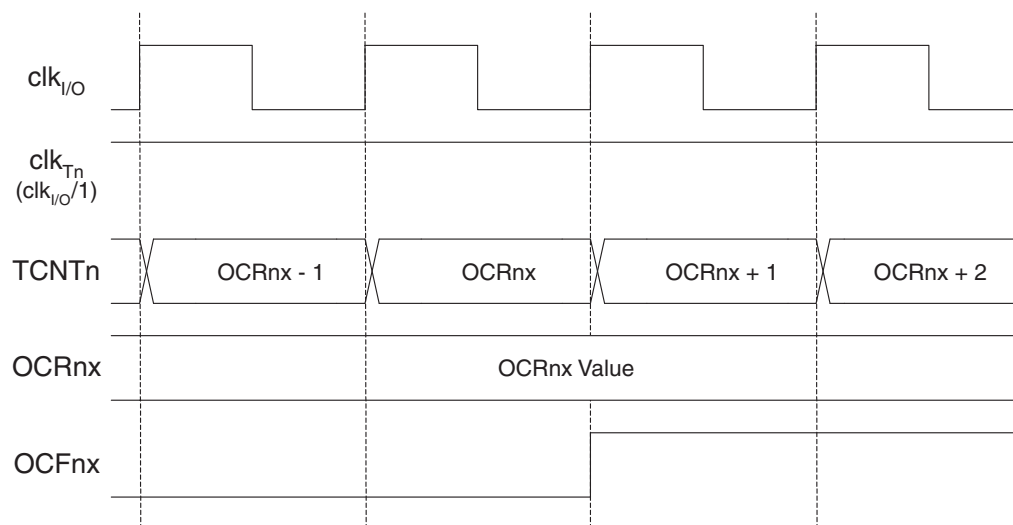 clkI/O
clkTn
(clkI/O/1)
TCNTn OCRnx - 1 OCRnx OCRnx + 1 OCRnx + 2
OCRnx OCRnx Value
OCFnx